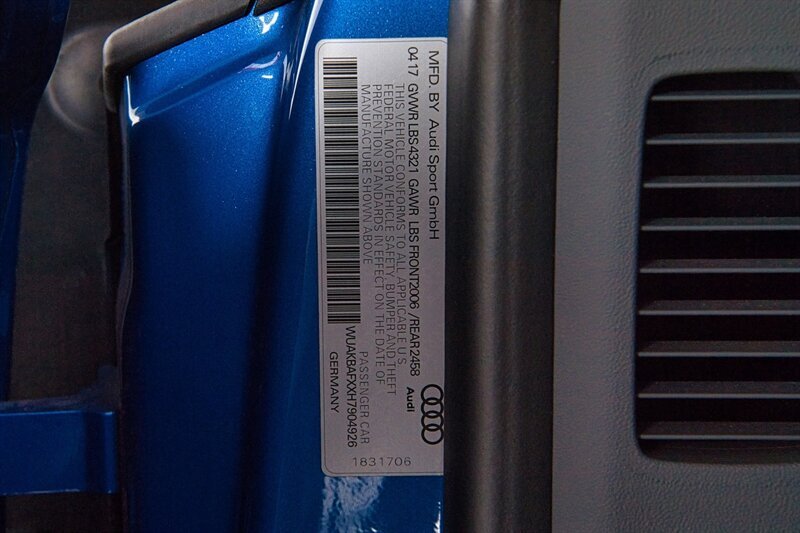 MFD. BY Audi Sport GmbH
04 17 GVWR LBS4321 GAWR LBS FRONT2006 /REAR2458
THIS VEHICLE CONFORMS TO ALL APPLICABLE U S
FEDERAL MOTOR VEHICLE SAFETY, BUMPER AND THEFT
PREVENTION STANDARDS IN EFFECT ON THE DATE OF
MANUFACTURE SHOWN ABOVE
Audi
PASSENGER CAR
WUAKBAFXXH7904926
GERMANY
1831706